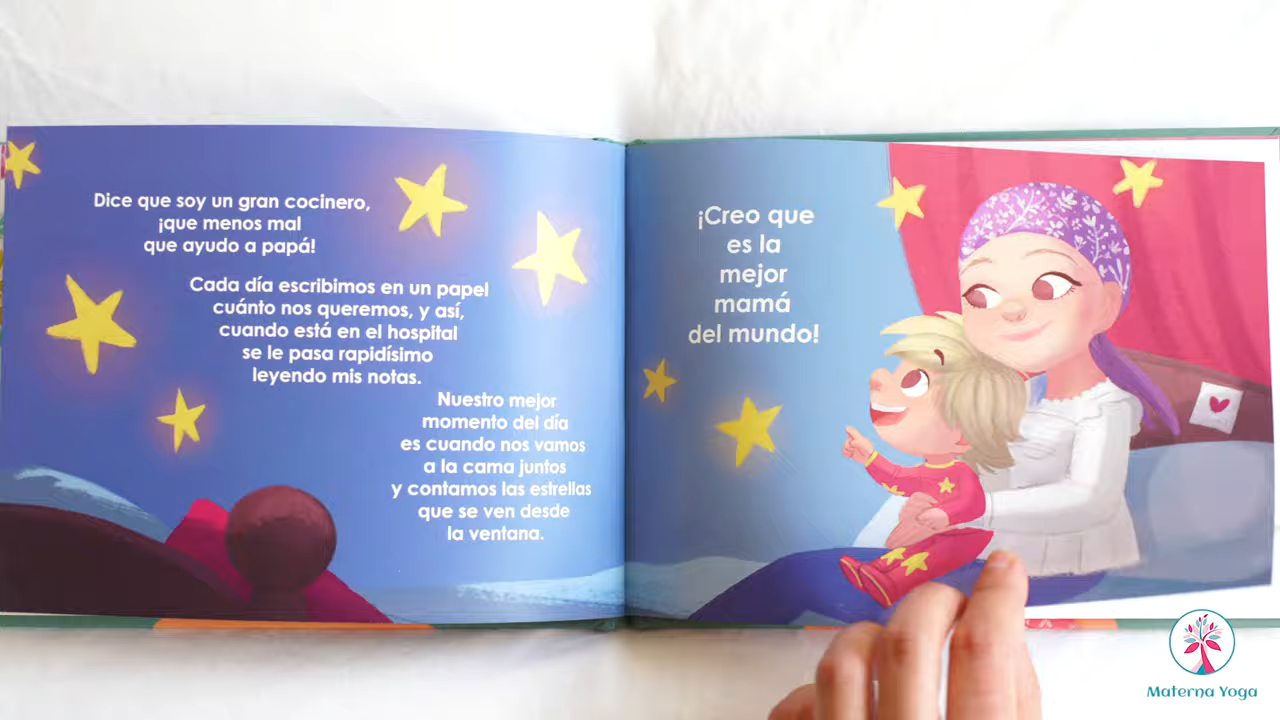 Dice que soy un gran cocinero,
¡que menos mal
que ayudo a papá!
Cada día escribimos en un papel
cuánto nos queremos, y así,
cuando está en el hospital
se le pasa rapidísimo
leyendo mis notas.
Nuestro mejor
momento del día
es cuando nos vamos
a la cama juntos
y contamos las estrellas
que se ven desde
la ventana.
¡Creo que
es la
mejor
mamá
del mundo!
Materna Yoga